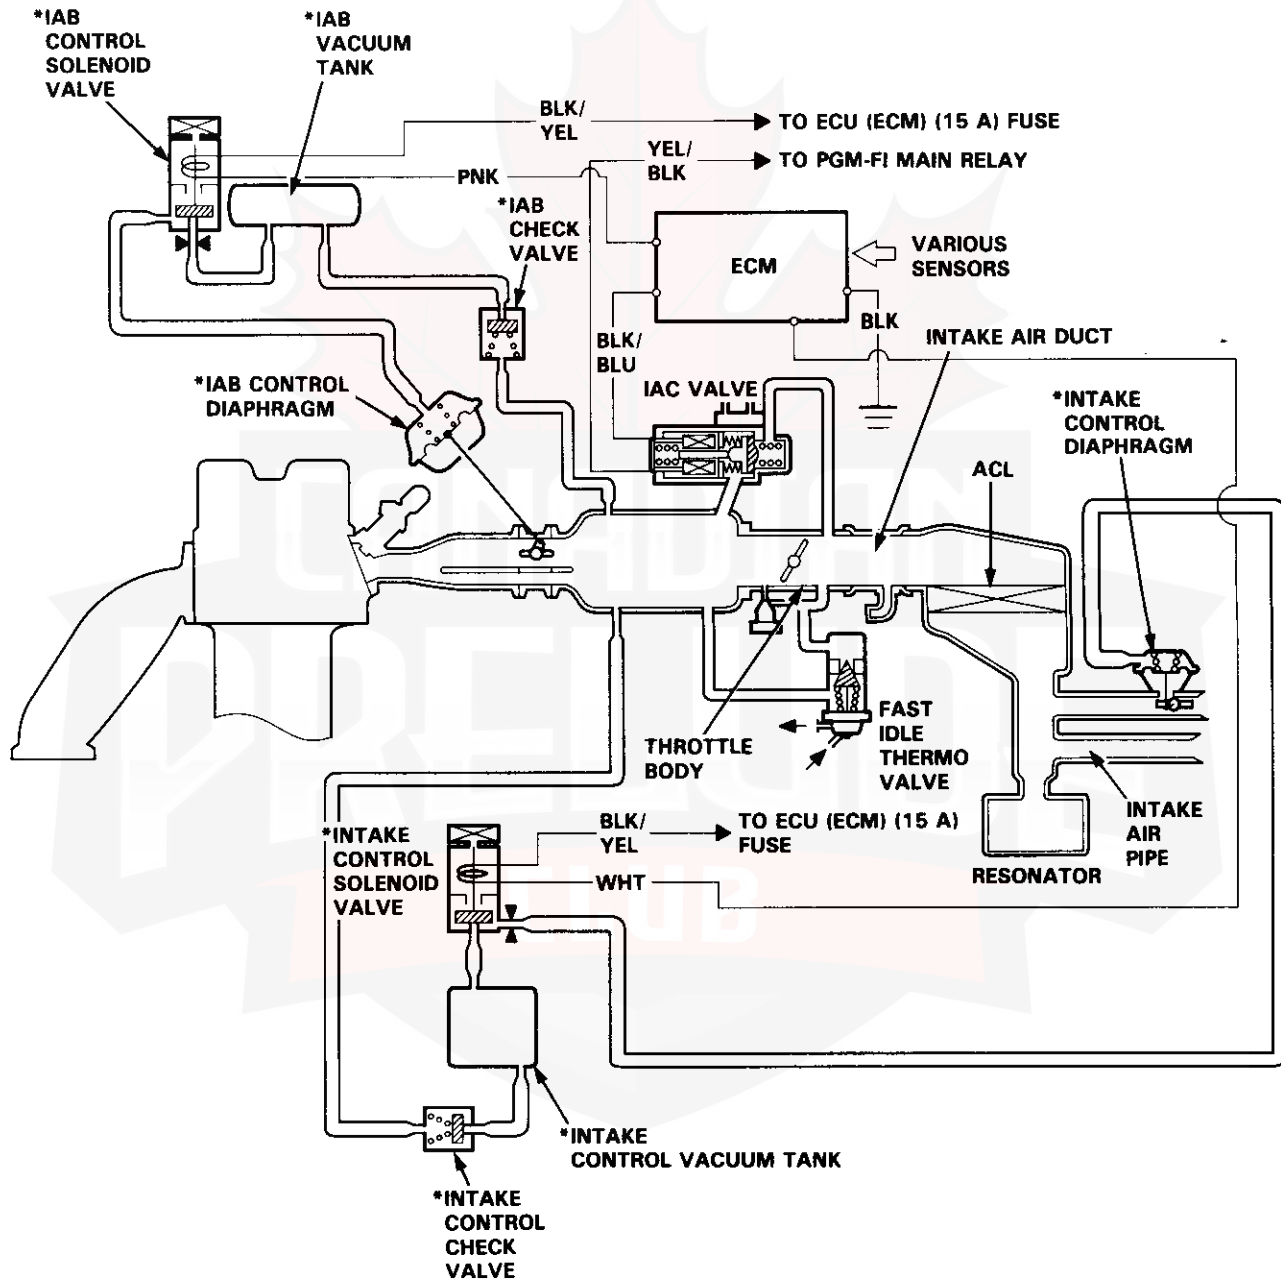 *IAB
CONTROL
SOLENOID
VALVE
*IAB
VACUUM
TANK
BLK/
YEL
TO ECU (ECM) (15 A) FUSE
YEL/
BLK
TO PGM-FI MAIN RELAY
PNK
*IAB
CHECK
VALVE
ECM
VARIOUS
SENSORS
BLK
BLK/
BLU
INTAKE AIR DUCT
IAC VALVE
*IAB CONTROL
DIAPHRAGM
*INTAKE
CONTROL
DIAPHRAGM
ACL
CANADIAN
PRELUDE
CLUB
THROTTLE
BODY
FAST
IDLE
THERMO
VALVE
INTAKE
AIR
PIPE
RESONATOR
*INTAKE
CONTROL
SOLENOID
VALVE
BLK/
YEL
TO ECU (ECM) (15 A)
FUSE
WHT
*INTAKE
CONTROL VACUUM TANK
*INTAKE
CONTROL
CHECK
VALVE